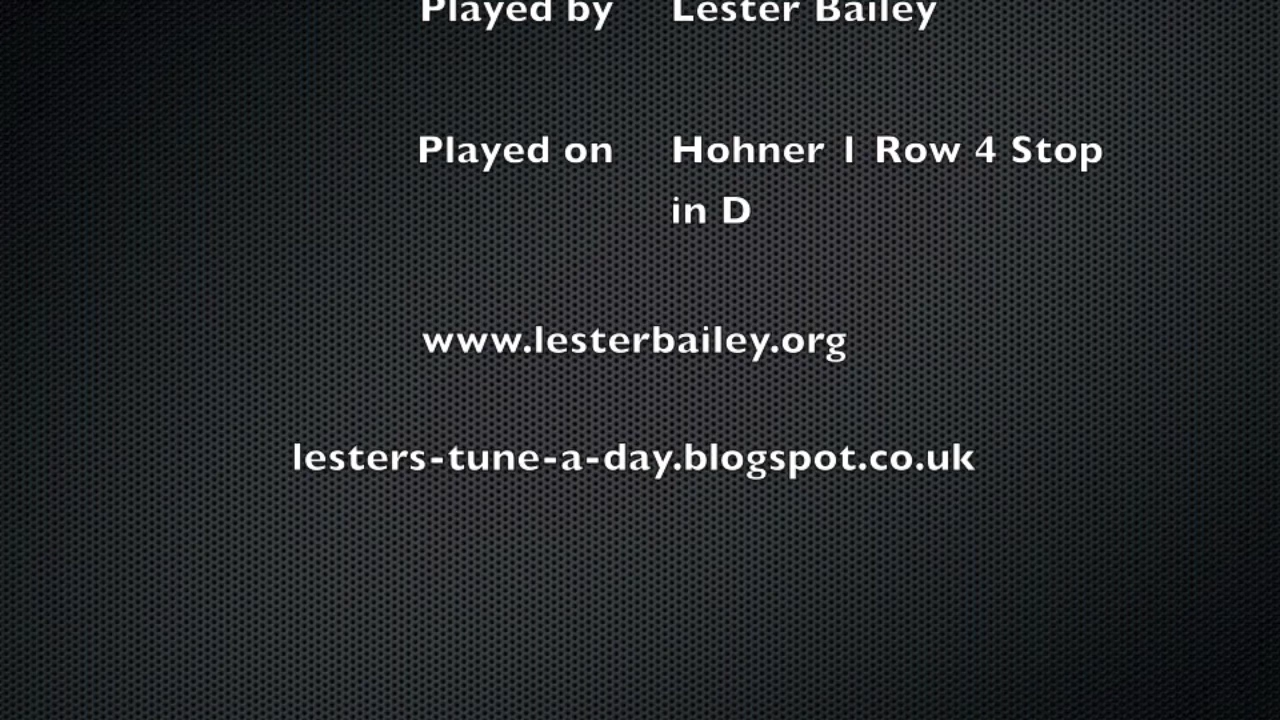 Played by Lester Bailey
Played on Hohner 1 Row 4 Stop
in D
www.lesterbailey.org
lesters-tune-a-day.blogspot.co.uk